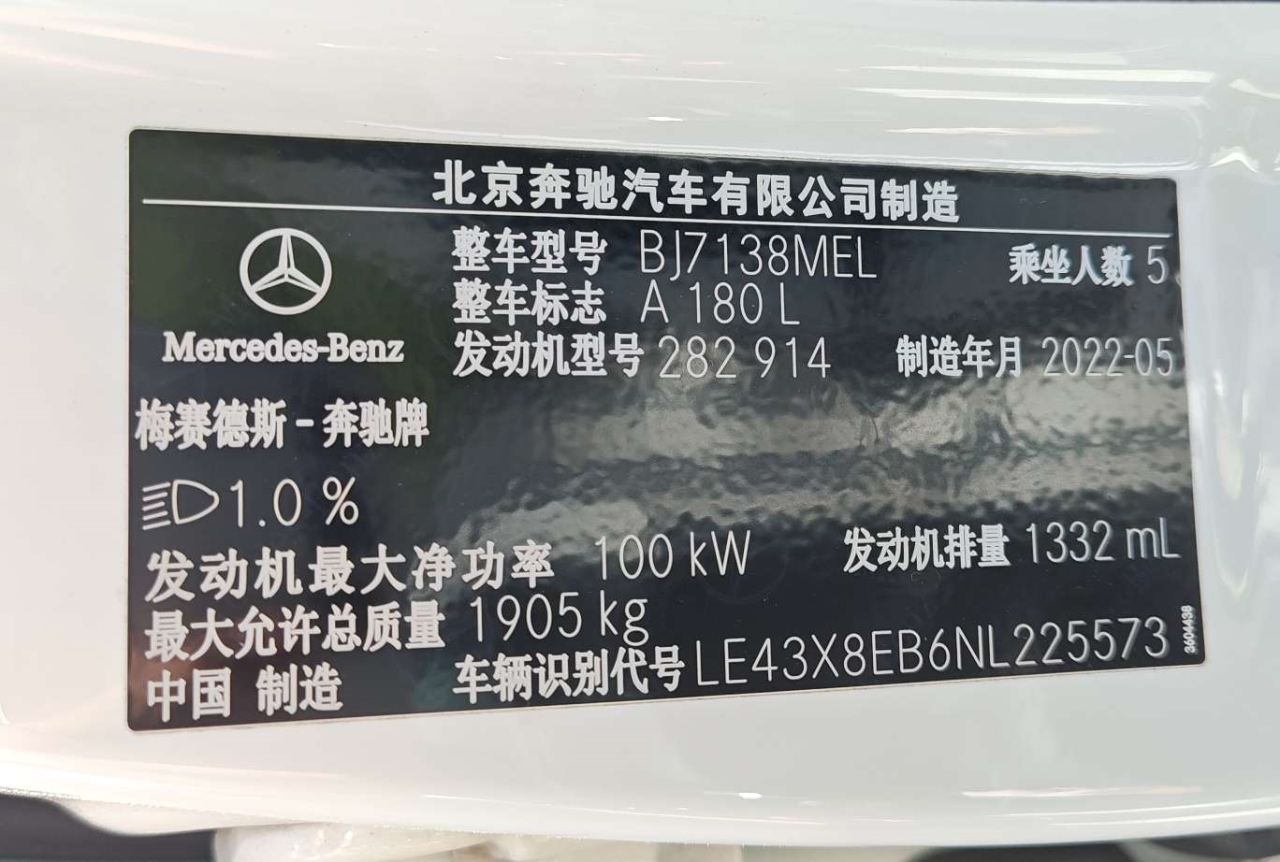 北京奔驰汽车有限公司制造
Mercedes-Benz
整车型号 BJ7138MEL 乘坐人数 5
整车标志 A 180 L
发动机型号 282 914 制造年月 2022-05
梅赛德斯-奔驰牌
1.0 %
发动机最大净功率 100 kW 发动机排量 1332 mL
最大允许总质量 1905 kg
中国 制造 车辆识别代号 LE43X8EB6NL225573
3604438